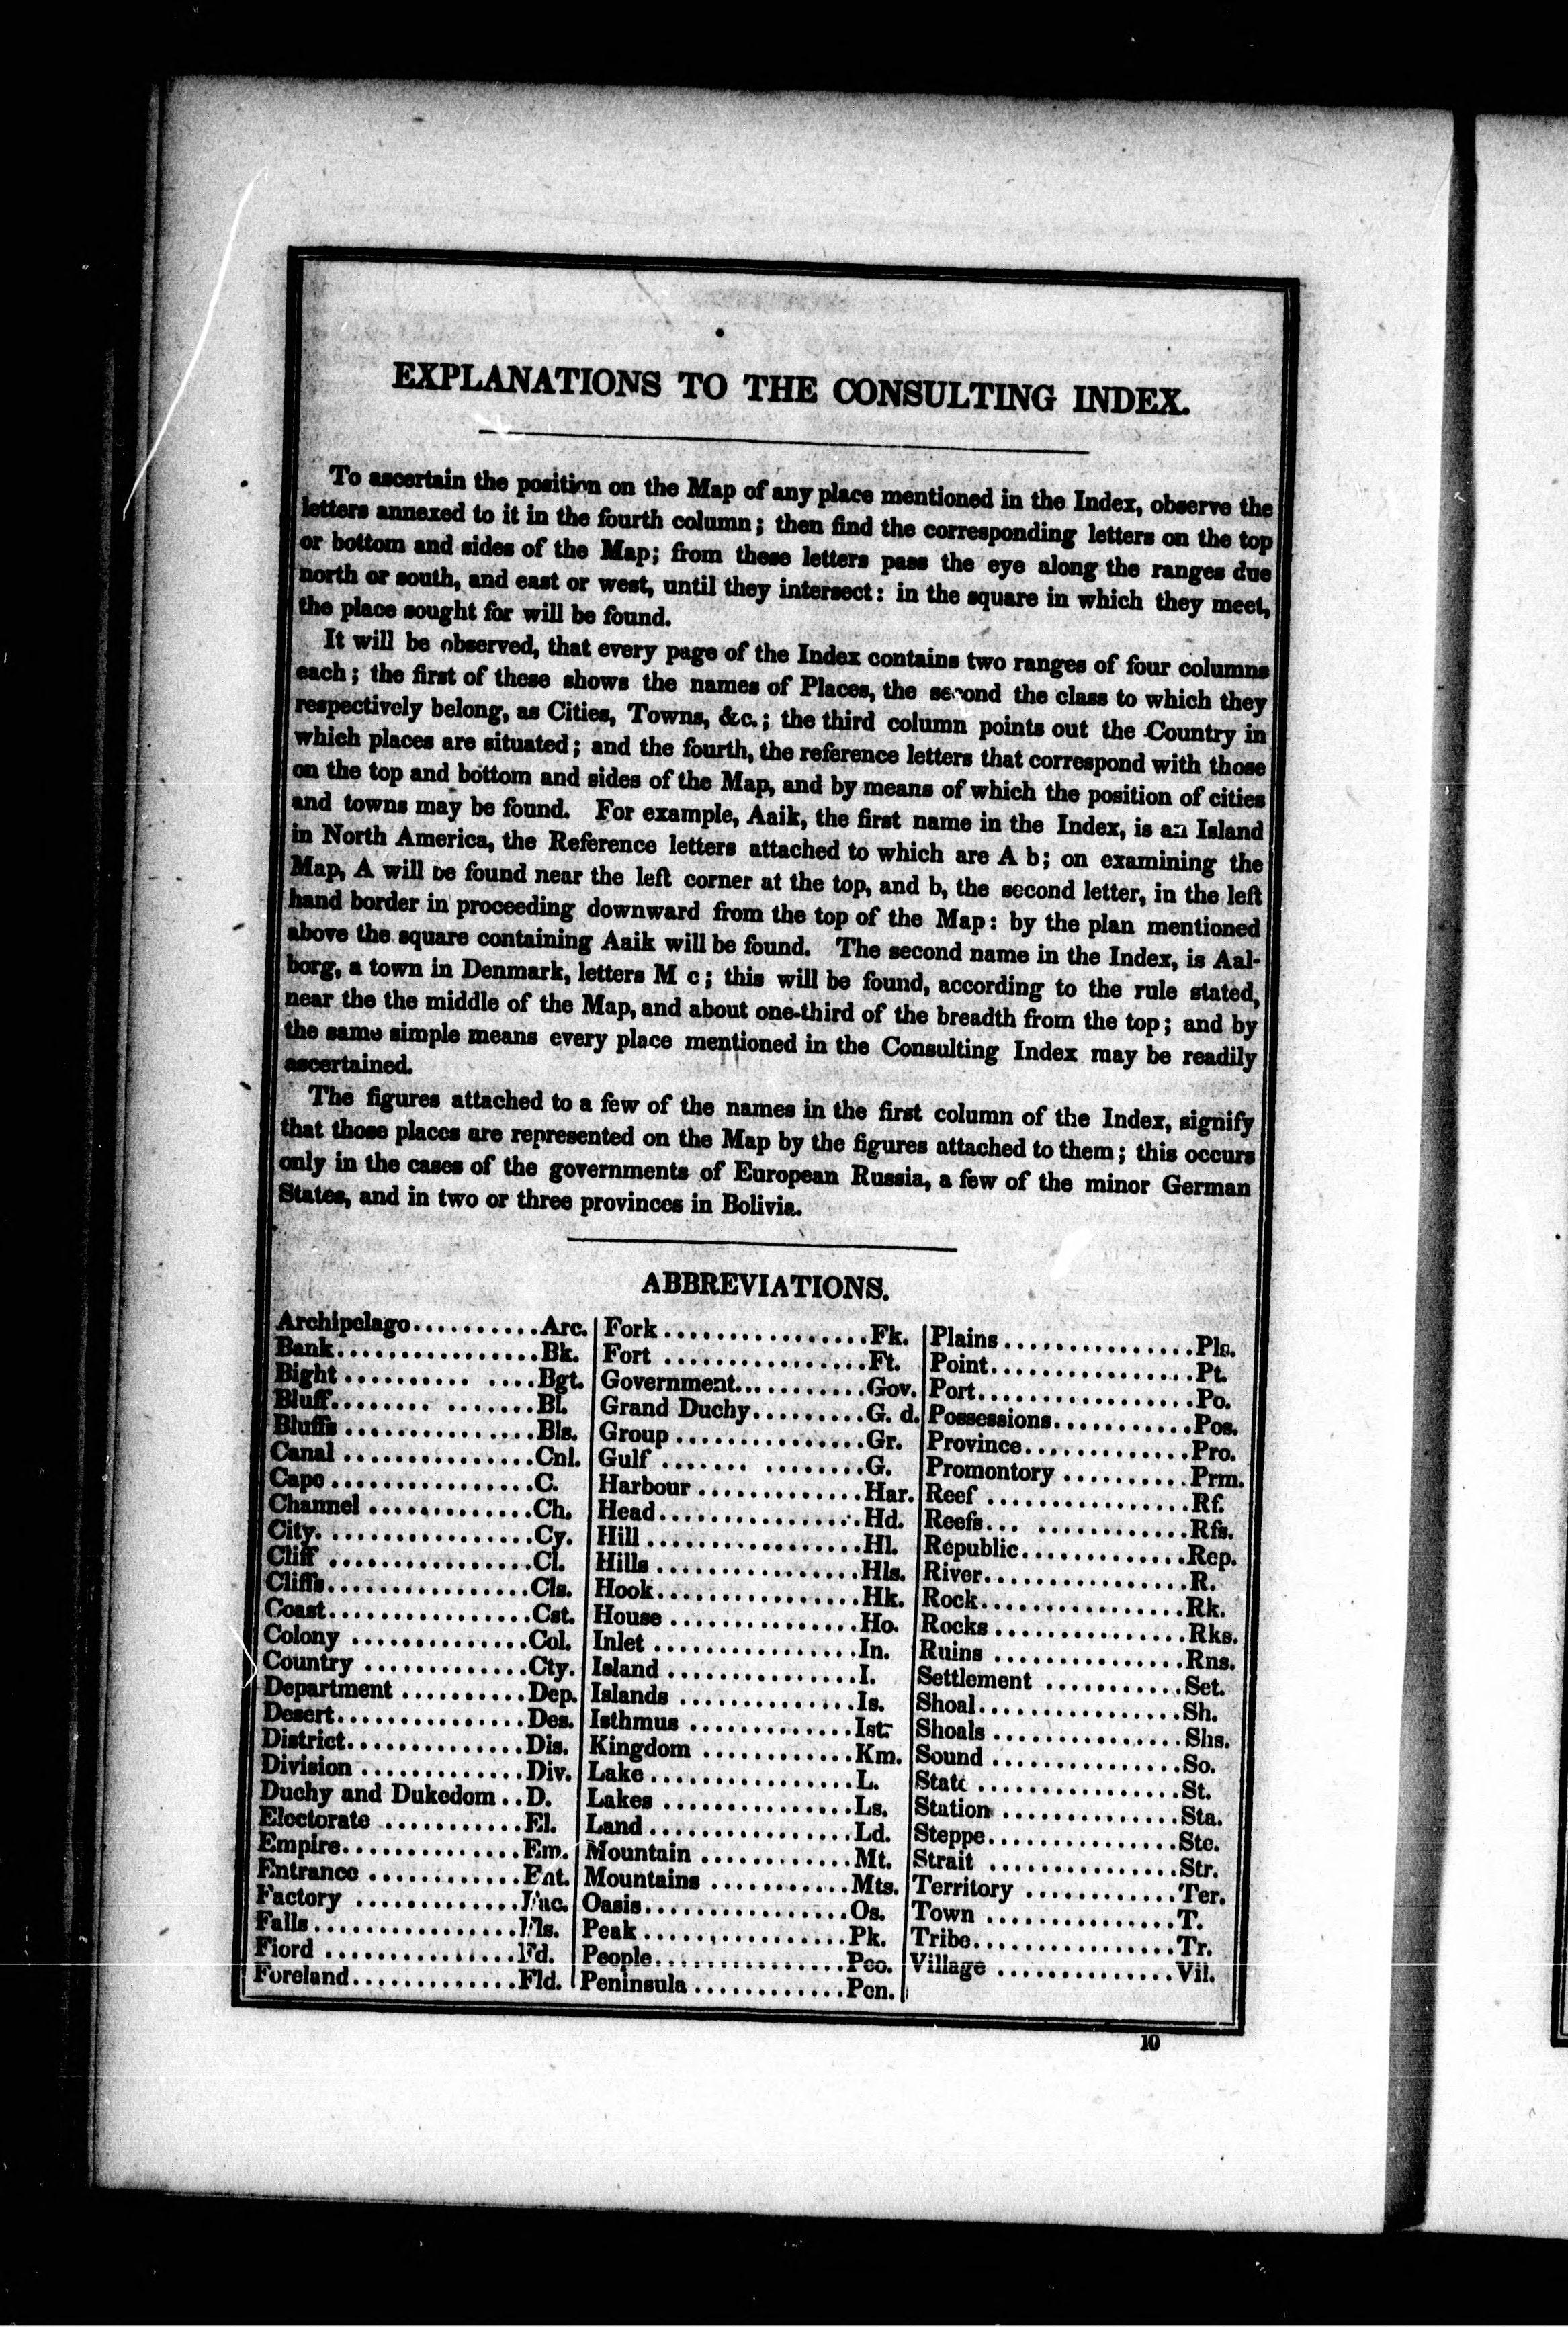 EXPLANATIONS TO THE CONSULTING INDEX.
To ascertain the position on the Map of any place mentioned in the Index, observe the
letters annexed to it in the fourth column; then find the corresponding letters on the top
or bottom and sides of the Map; from these letters pass the eye along the ranges due
north or south, and east or west, until they intersect: in the square in which they meet,
the place sought for will be found.
It will be observed, that every page of the Index contains two ranges of four columns
each; the first of these shows the names of Places, the second the class to which they
respectively belong, as Cities, Towns, &c.; the third column points out the Country in
which places are situated; and the fourth, the reference letters that correspond with those
on the top and bottom and sides of the Map, and by means of which the position of cities
and towns may be found. For example, Aaik, the first name in the Index, is an Island
in North America, the Reference letters attached to which are A b; on examining the
Map, A will be found near the left corner at the top, and b, the second letter, in the left
hand border in proceeding downward from the top of the Map: by the plan mentioned
above the square containing Aaik will be found. The second name in the Index, is Aal-
borg, a town in Denmark, letters M c; this will be found, according to the rule stated,
near the the middle of the Map, and about one-third of the breadth from the top; and by
the same simple means every place mentioned in the Consulting Index may be readily
ascertained.
The figures attached to a few of the names in the first column of the Index, signify
that those places are represented on the Map by the figures attached to them; this occurs
only in the cases of the governments of European Russia, a few of the minor German
States, and in two or three provinces in Bolivia.
ABBREVIATIONS.
Archipelago..........Arc.
Bank................Bk.
Bight.......... ....Bgt.
Bluff........ .......Bl.
Bluffs...............Bls.
Canal...............Cnl.
Cape................C.
Channel.............Ch.
City.................Cy.
Cliff................Cl.
Cliffs................Cls.
Coast................Cst.
Colony..............Col.
Country.............Cty.
Department..........Dep.
Desert...............Des.
District..............Dis.
Division.............Div.
Duchy and Dukedom..D.
Electorate...........El.
Empire..............Em.
Entrance............Ent.
Factory.............Fac.
Falls................Fls.
Fiord...............Fd.
Foreland.............Fld.
Fork................Fk.
Fort................Ft.
Government..........Gov.
Grand Duchy.........G. d.
Group...............Gr.
Gulf....... ........G.
Harbour.............Har.
Head................Hd.
Hill.................Hl.
Hills................Hls.
Hook................Hk.
House...............Ho.
Inlet................In.
Island...............I.
Islands..............Is.
Isthmus.............Ist.
Kingdom............Km.
Lake................L.
Lakes...............Ls.
Land................Ld.
Mountain............Mt.
Mountains...........Mts.
Oasis................Os.
Peak................Pk.
People...............Peo.
Peninsula............Pen.
Plains...............Pls.
Point................Pt.
Port.................Po.
Possessions...........Pos.
Province.............Pro.
Promontory..........Prm.
Reef................Rf.
Reefs... ............Rfs.
Republic.............Rep.
River................R.
Rock................Rk.
Rocks...............Rks.
Ruins...............Rns.
Settlement...........Set.
Shoal................Sh.
Shoals...............Shs.
Sound...............So.
State................St.
Station..............Sta.
Steppe...............Ste.
Strait...............Str.
Territory............Ter.
Town...............T.
Tribe................Tr.
Village..............Vil.
10